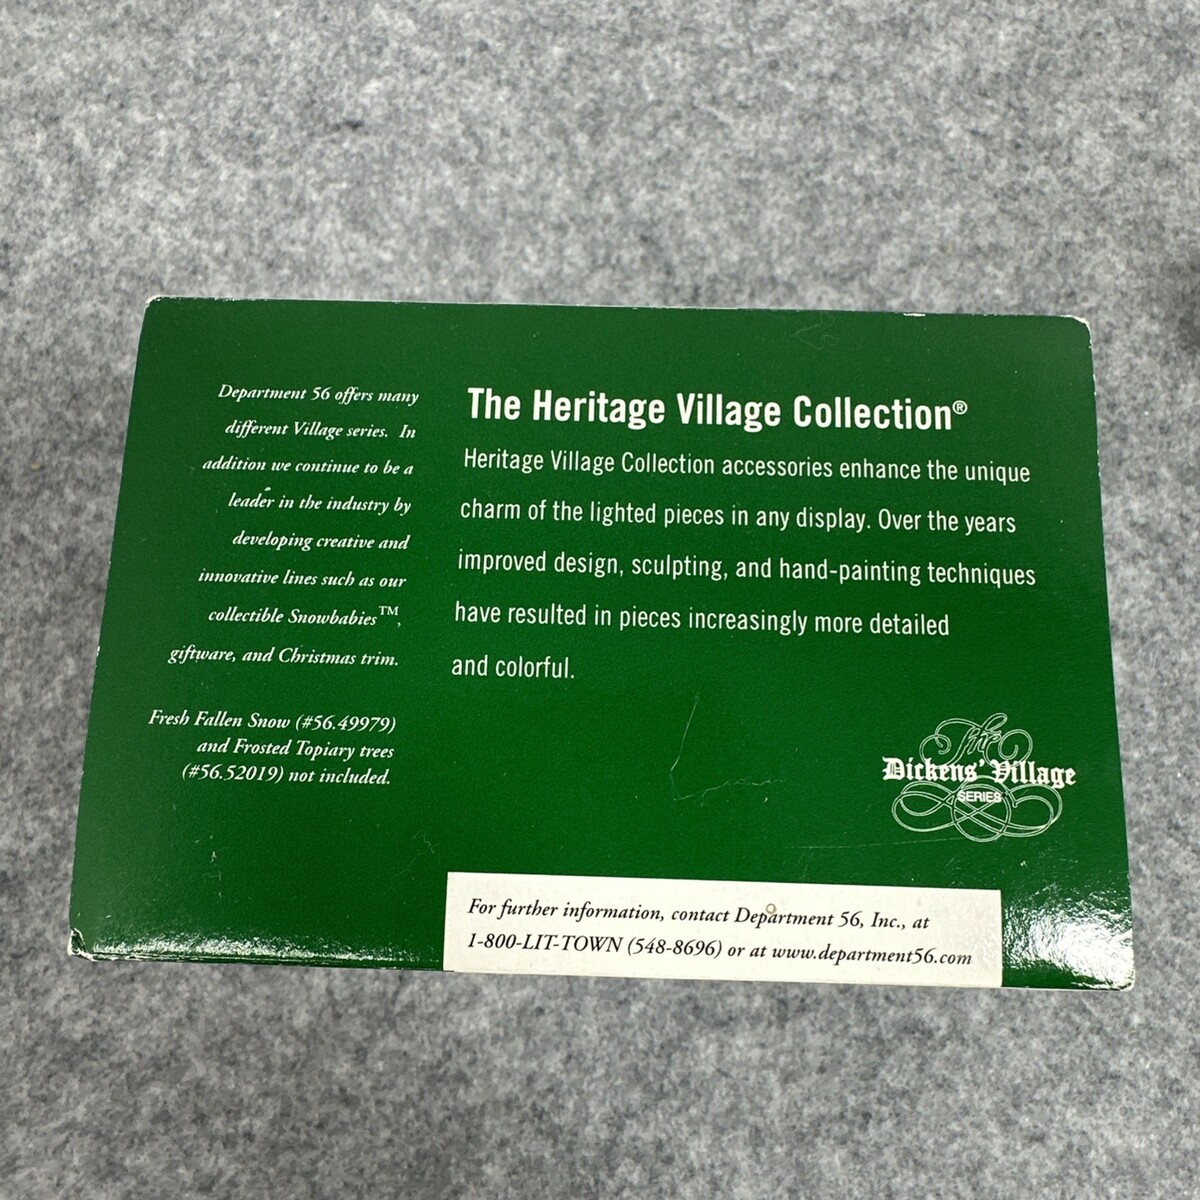 Department 56 offers many
different Village series. In
addition we continue to be a
leader in the industry by
developing creative and
innovative lines such as our
collectible Snowbabies™,
giftware, and Christmas trim.
Fresh Fallen Snow (#56.49979)
and Frosted Topiary trees
(#56.52019) not included.
The Heritage Village Collection®
Heritage Village Collection accessories enhance the unique
charm of the lighted pieces in any display. Over the years
improved design, sculpting, and hand-painting techniques
have resulted in pieces increasingly more detailed
and colorful.
The
Dickens' Village
SERIES
For further information, contact Department 56, Inc., at
1-800-LIT-TOWN (548-8696) or at www.department56.com